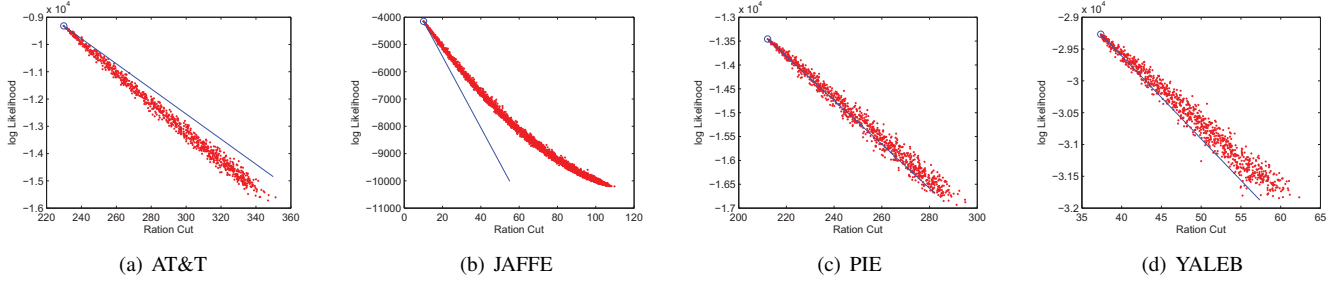 x 10^4
−0.9
−1
−1.1
−1.2
−1.3
−1.4
−1.5
−1.6
log Likelihood
220 240 260 280 300 320 340 360
Ration Cut
(a) AT&T
−4000
−5000
−6000
−7000
−8000
−9000
−10000
−11000
log Likelihood
0 20 40 60 80 100 120
Ration Cut
(b) JAFFE
x 10^4
−1.3
−1.35
−1.4
−1.45
−1.5
−1.55
−1.6
−1.65
−1.7
log Likelihood
200 220 240 260 280 300
Ration Cut
(c) PIE
x 10^4
−2.9
−2.95
−3
−3.05
−3.1
−3.15
−3.2
log Likelihood
35 40 45 50 55 60 65
Ration Cut
(d) YALEB